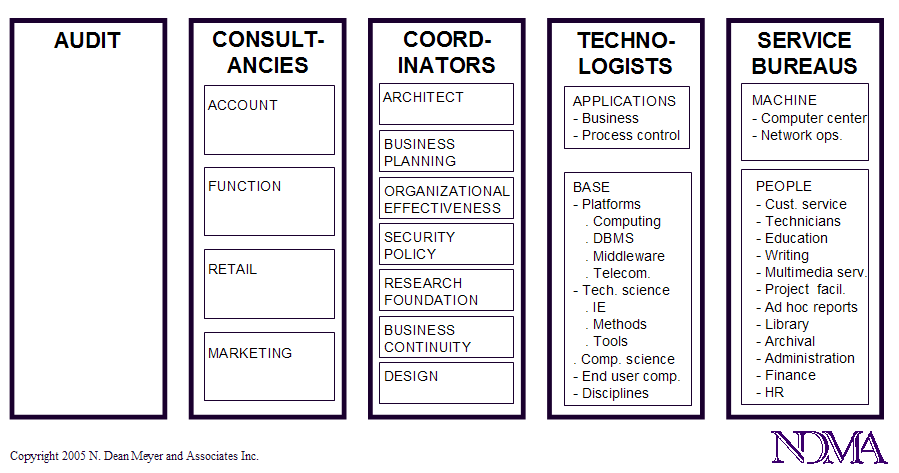 AUDIT
CONSULT-
ANCIES
ACCOUNT
FUNCTION
RETAIL
MARKETING
COORD-
INATORS
ARCHITECT
BUSINESS
PLANNING
ORGANIZATIONAL
EFFECTIVENESS
SECURITY
POLICY
RESEARCH
FOUNDATION
BUSINESS
CONTINUITY
DESIGN
TECHNO-
LOGISTS
APPLICATIONS
- Business
- Process control
BASE
- Platforms
. Computing
. DBMS
. Middleware
. Telecom.
- Tech. science
. IE
. Methods
. Tools
. Comp. science
- End user comp.
- Disciplines
SERVICE
BUREAUS
MACHINE
- Computer center
- Network ops.
PEOPLE
- Cust. service
- Technicians
- Education
- Writing
- Multimedia serv.
- Project facil.
- Ad hoc reports
- Library
- Archival
- Administration
- Finance
- HR
Copyright 2005 N. Dean Meyer and Associates Inc.
NDMA